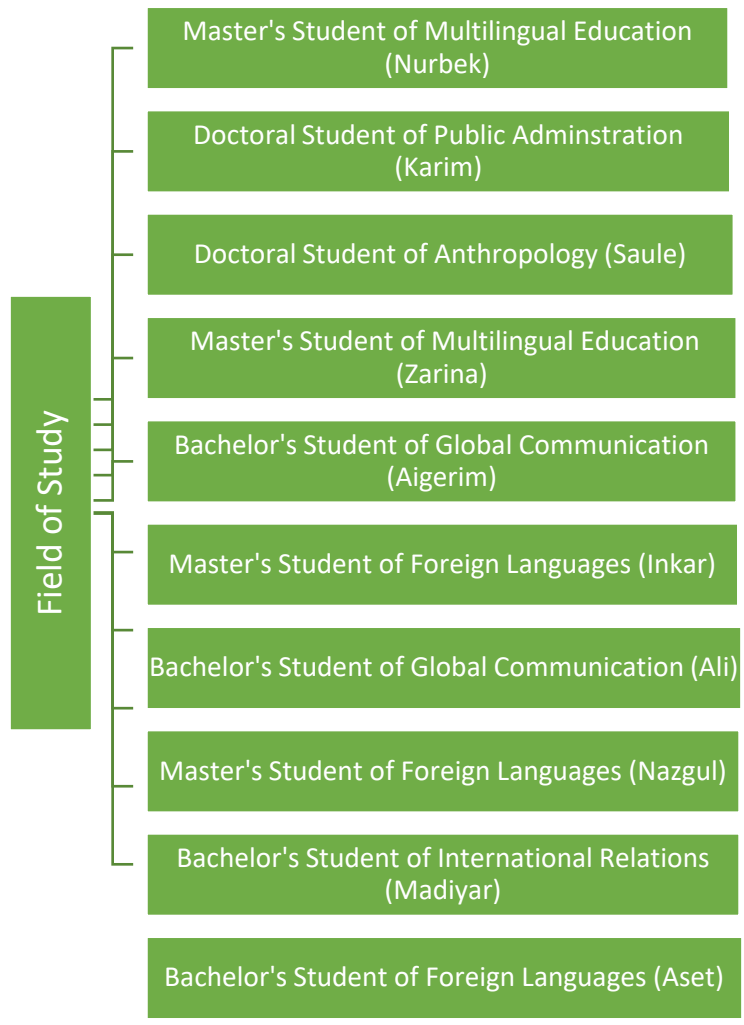 Field of Study
Master's Student of Multilingual Education
(Nurbek)
Doctoral Student of Public Adminstration
(Karim)
Doctoral Student of Anthropology (Saule)
Master's Student of Multilingual Education
(Zarina)
Bachelor's Student of Global Communication
(Aigerim)
Master's Student of Foreign Languages (Inkar)
Bachelor's Student of Global Communication (Ali)
Master's Student of Foreign Languages (Nazgul)
Bachelor's Student of International Relations
(Madiyar)
Bachelor's Student of Foreign Languages (Aset)